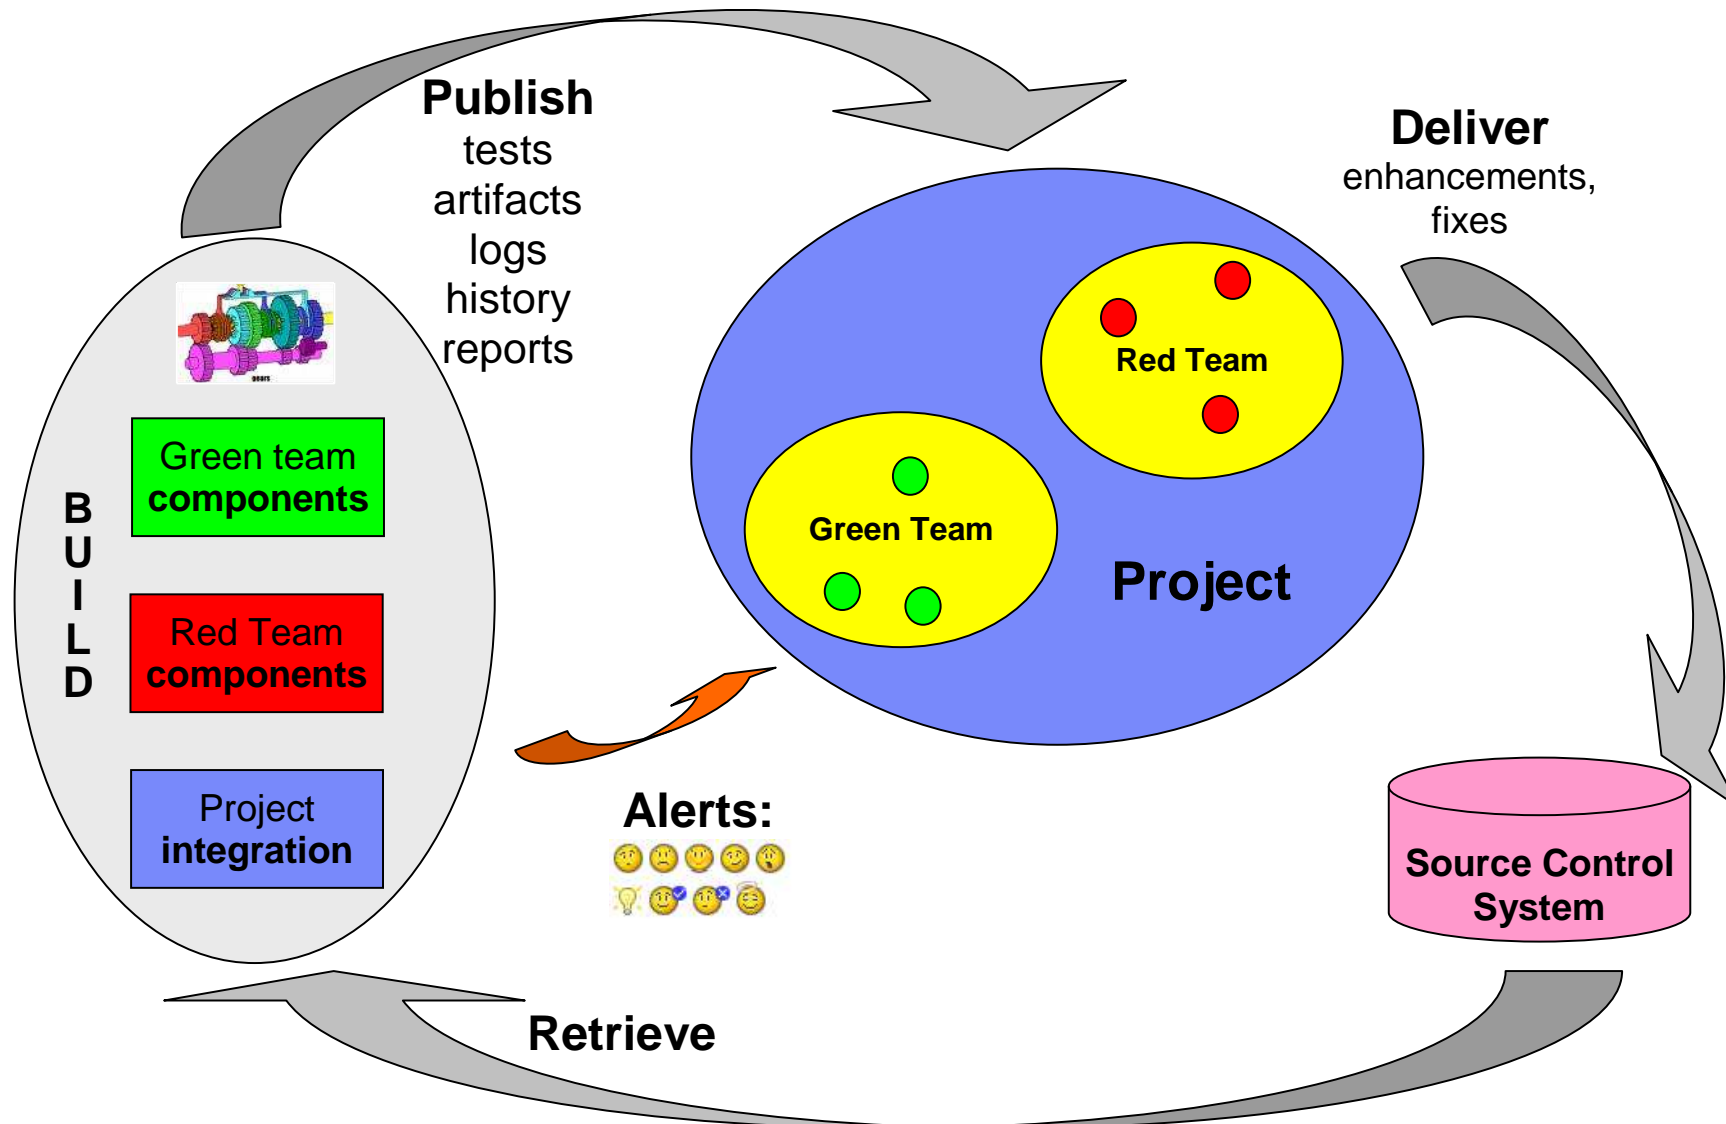 Publish
tests
artifacts
logs
history
reports
Deliver
enhancements,
fixes
gears
B
U
I
L
D
Green team
components
Red Team
components
Project
integration
Red Team
Green Team
Project
Alerts:
Source Control
System
Retrieve